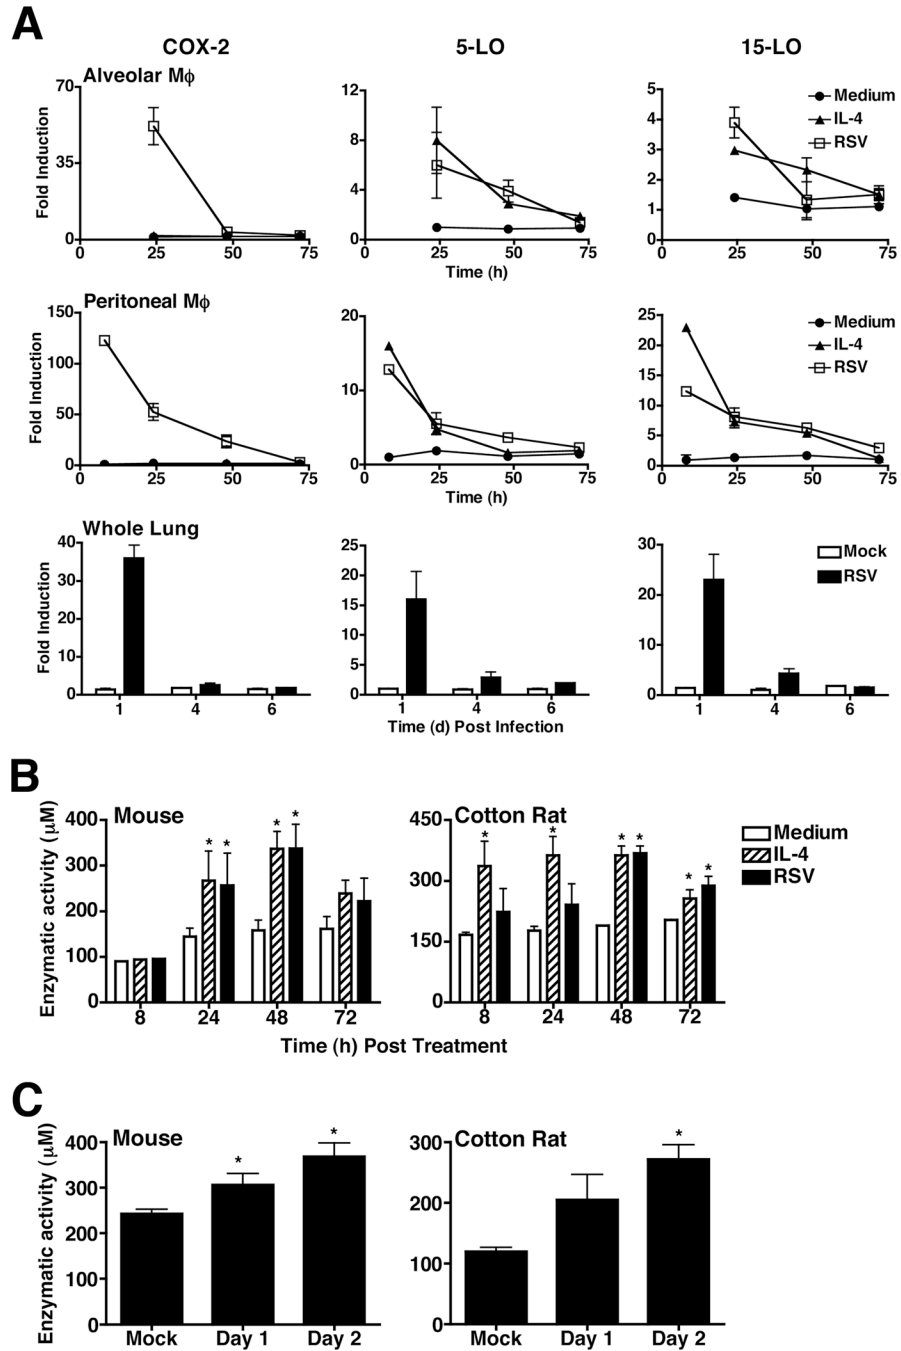 A
COX-2 5-LO 15-LO
Alveolar Mϕ
Fold Induction
70
35
0
0 25 50 75
12
8
4
0
0 25 50 75
Time (h)
5
4
3
2
1
0
0 25 50 75
Medium
IL-4
RSV
Peritoneal Mϕ
Fold Induction
150
100
50
0
0 25 50 75
20
10
0
0 25 50 75
Time (h)
25
20
15
10
5
0
0 25 50 75
Medium
IL-4
RSV
Whole Lung
Fold Induction
40
30
20
10
0
1 4 6
25
20
15
10
5
0
1 4 6
Time (d) Post Infection
30
20
10
0
1 4 6
Mock
RSV
B
Mouse
Enzymatic activity (μM)
400
300
200
100
0
* * * *
8 24 48 72
Cotton Rat
450
300
150
0
* * * * * *
8 24 48 72
Medium
IL-4
RSV
Time (h) Post Treatment
C
Mouse
Enzymatic activity (μM)
400
300
200
100
0
* *
Mock Day 1 Day 2
Cotton Rat
300
200
100
0
*
Mock Day 1 Day 2